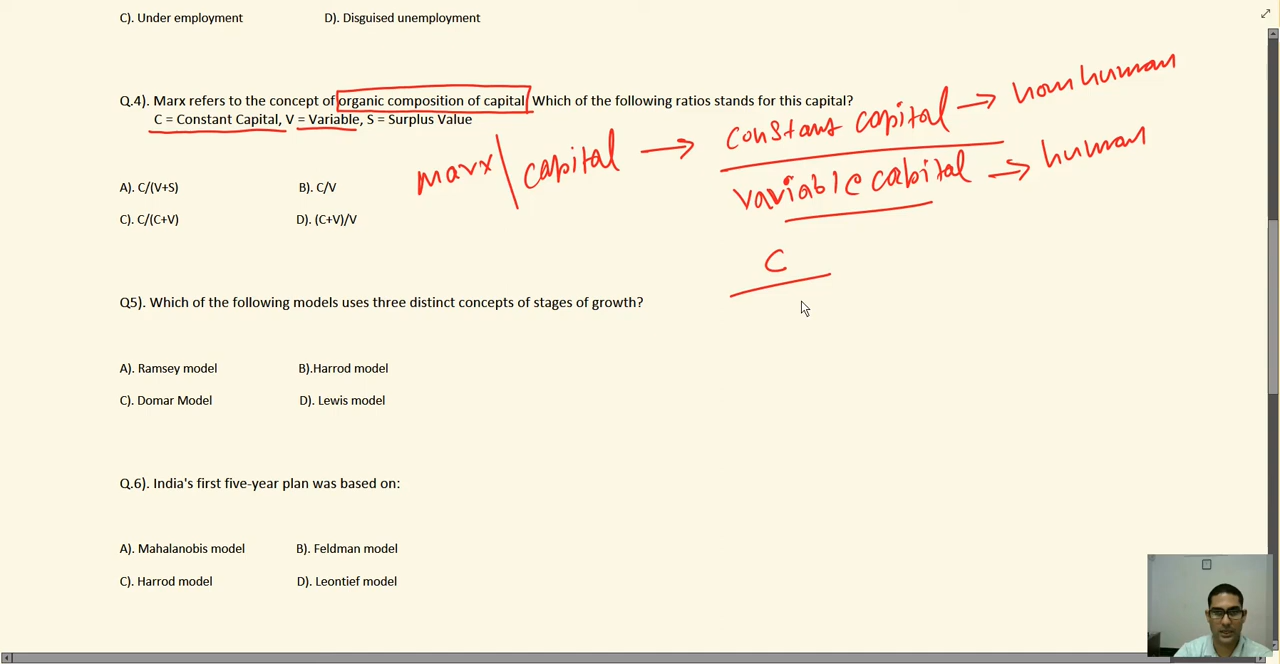 C). Under employment D). Disguised unemployment
Q.4). Marx refers to the concept of organic composition of capital. Which of the following ratios stands for this capital?
C = Constant Capital, V = Variable, S = Surplus Value
constant capital → non human
marx capital → variable capital → human
A). C/(V+S) B). C/V
C). C/(C+V) D). (C+V)/V
C
Q5). Which of the following models uses three distinct concepts of stages of growth?
A). Ramsey model B).Harrod model
C). Domar Model D). Lewis model
Q.6). India's first five-year plan was based on:
A). Mahalanobis model B). Feldman model
C). Harrod model D). Leontief model